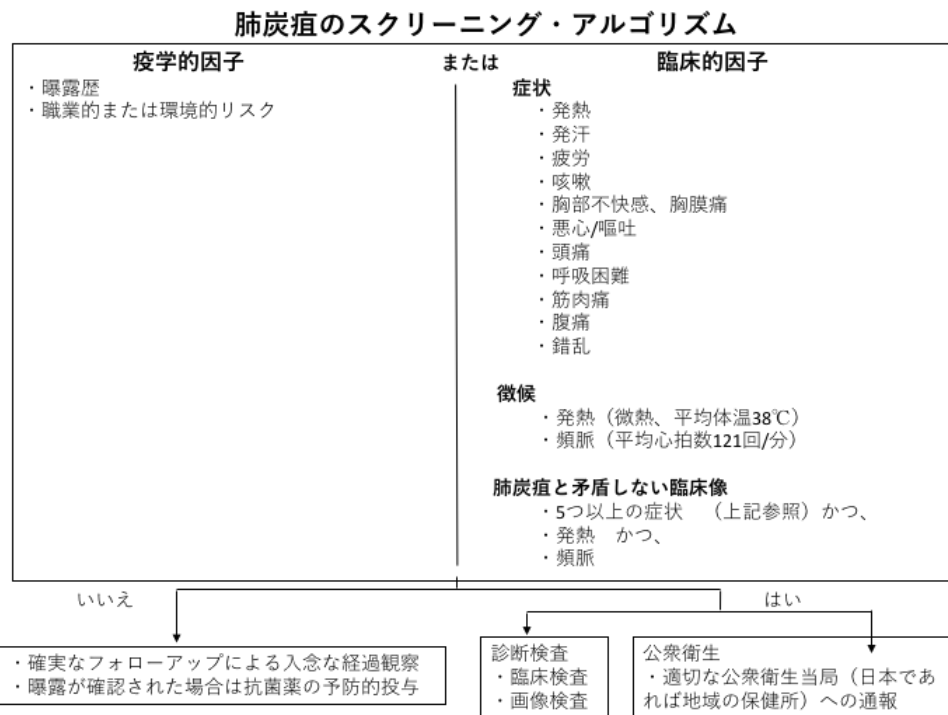 肺炭疽のスクリーニング・アルゴリズム
疫学的因子
・曝露歴
・職業的または環境的リスク
または
臨床的因子
症状
・発熱
・発汗
・疲労
・咳嗽
・胸部不快感、胸膜痛
・悪心/嘔吐
・頭痛
・呼吸困難
・筋肉痛
・腹痛
・錯乱
徴候
・発熱（微熱、平均体温38℃）
・頻脈（平均心拍数121回/分）
肺炭疽と矛盾しない臨床像
・5つ以上の症状　（上記参照）かつ、
・発熱　かつ、
・頻脈
いいえ
はい
・確実なフォローアップによる入念な経過観察
・曝露が確認された場合は抗菌薬の予防的投与
診断検査
・臨床検査
・画像検査
公衆衛生
・適切な公衆衛生当局（日本であ
れば地域の保健所）への通報